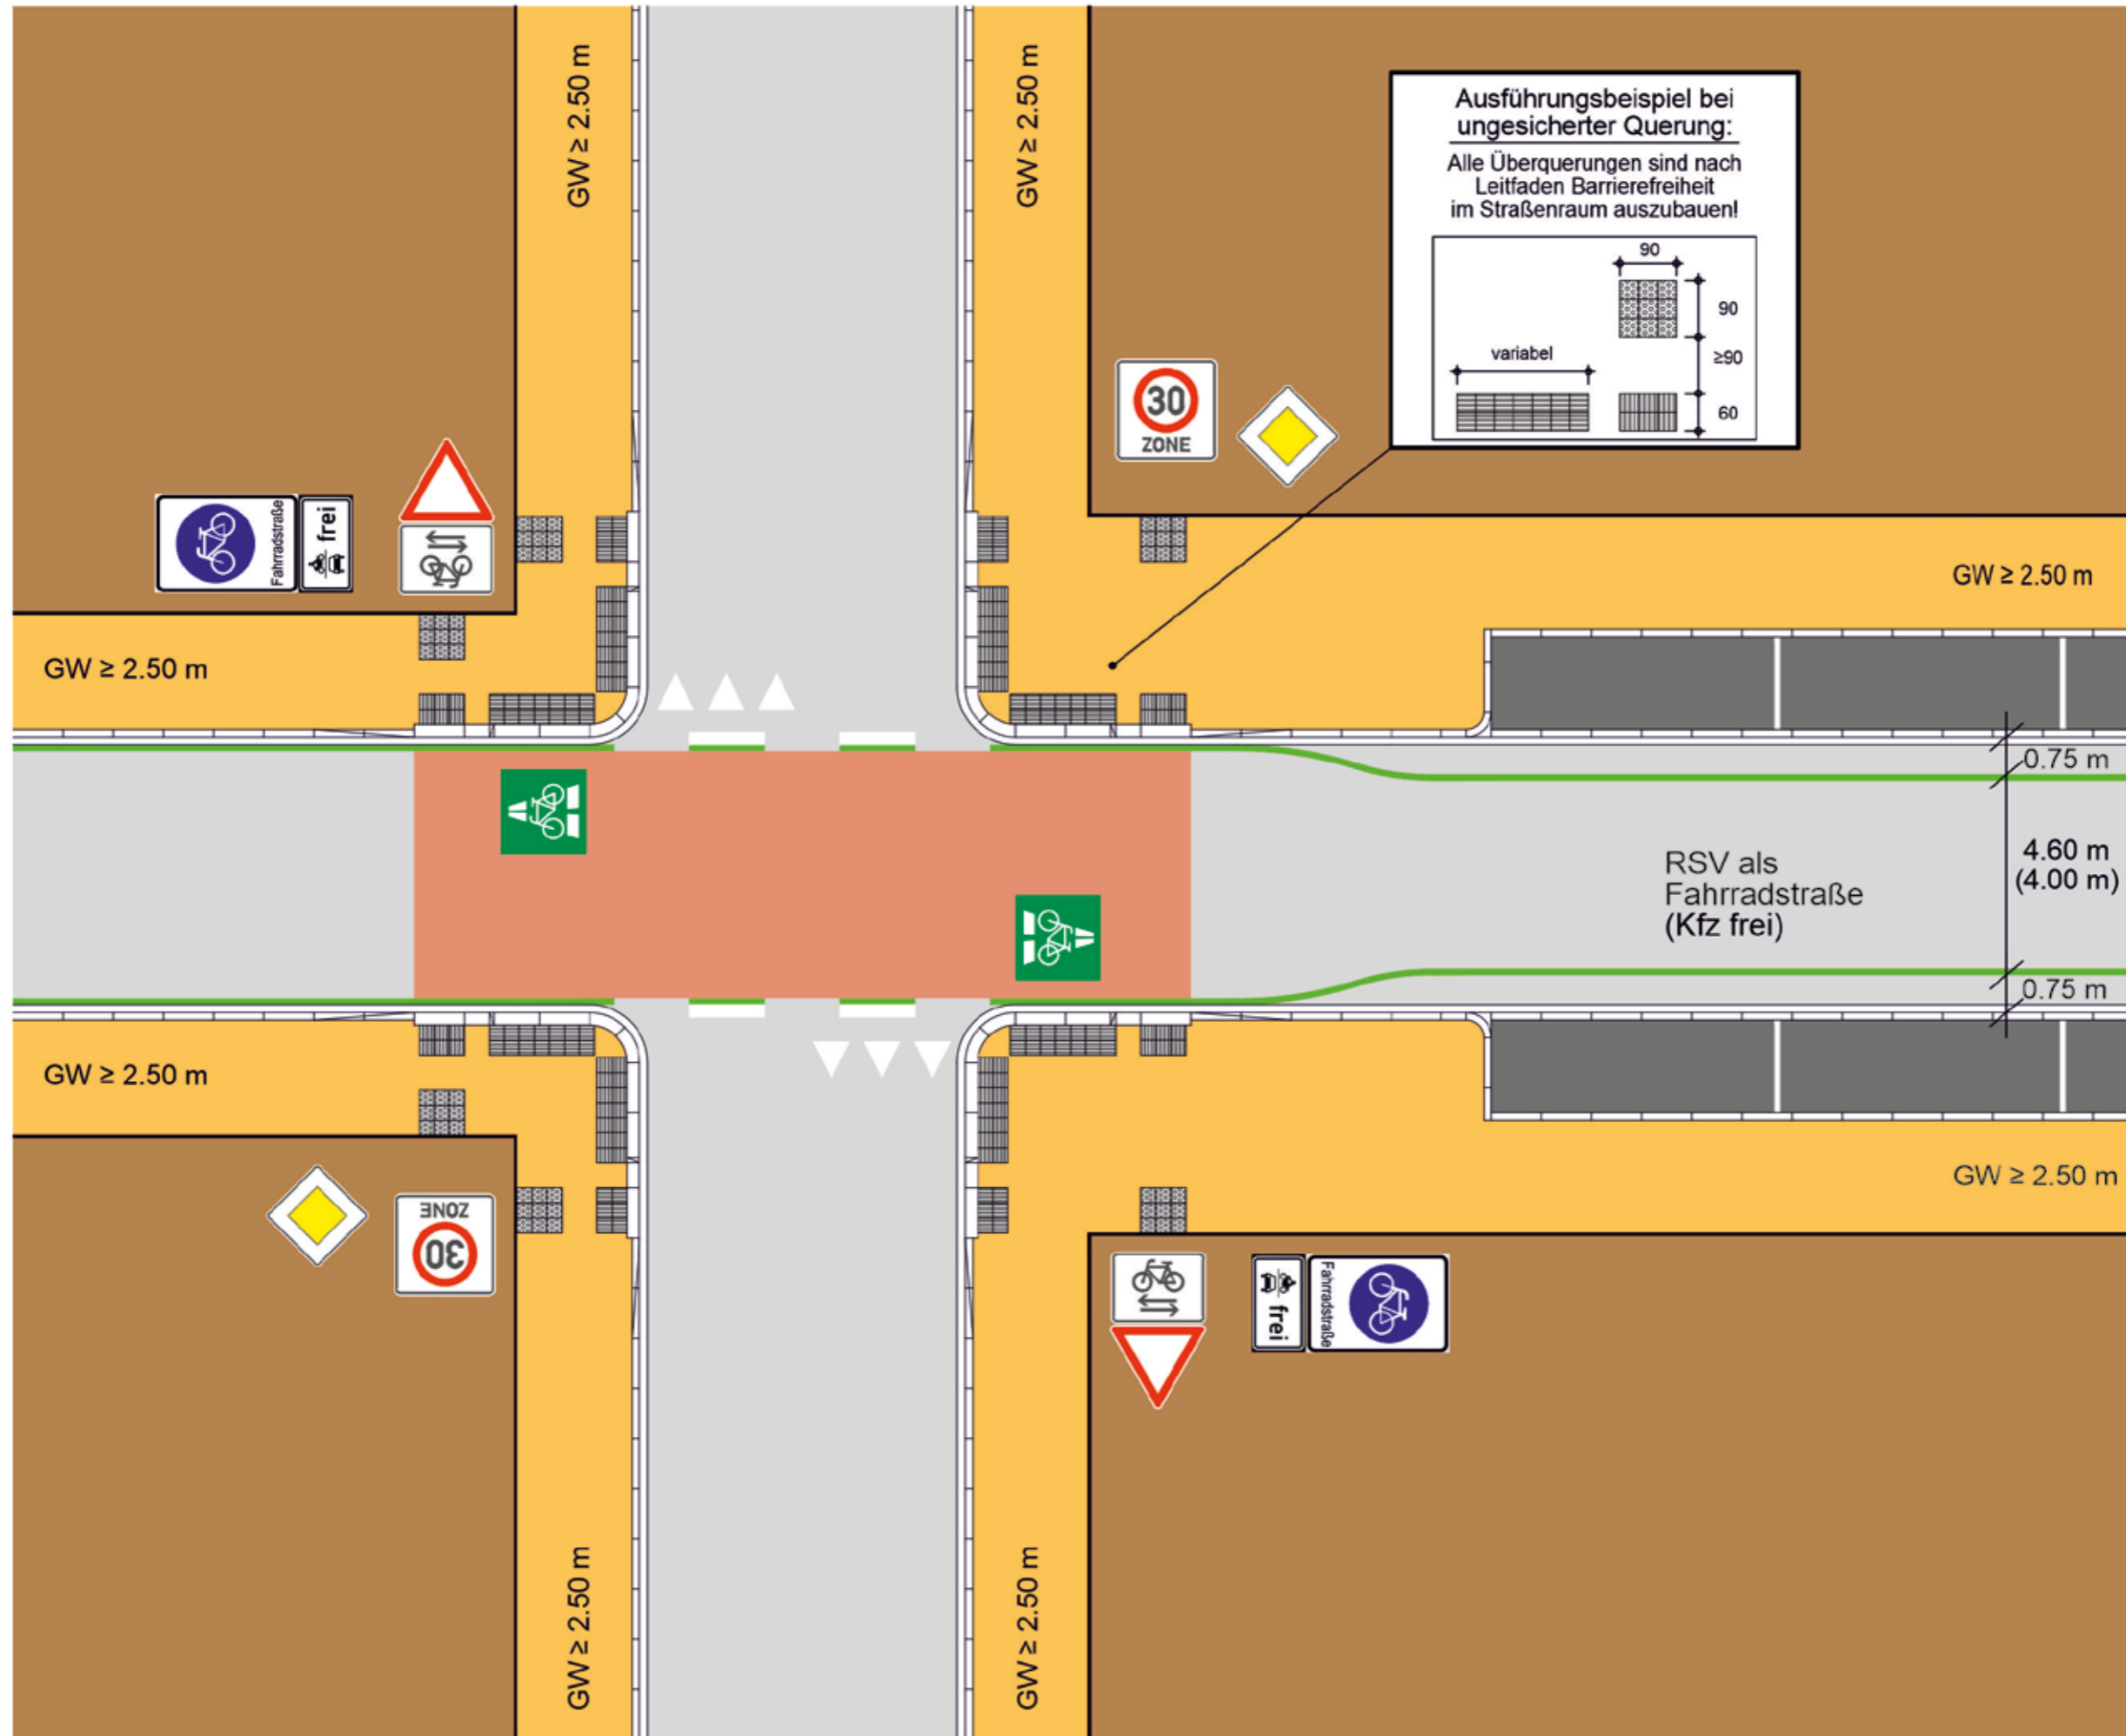 GW ≥ 2.50 m
GW ≥ 2.50 m
Ausführungsbeispiel bei
ungesicherter Querung:
Alle Überquerungen sind nach
Leitfaden Barrierefreiheit
im Straßenraum auszubauen!
90
90
≥90
60
variabel
30
ZONE
Fahrradstraße
frei
GW ≥ 2.50 m
GW ≥ 2.50 m
0.75 m
RSV als
Fahrradstraße
(Kfz frei)
4.60 m
(4.00 m)
0.75 m
GW ≥ 2.50 m
GW ≥ 2.50 m
ZONE
30
frei
Fahrradstraße
GW ≥ 2.50 m
GW ≥ 2.50 m